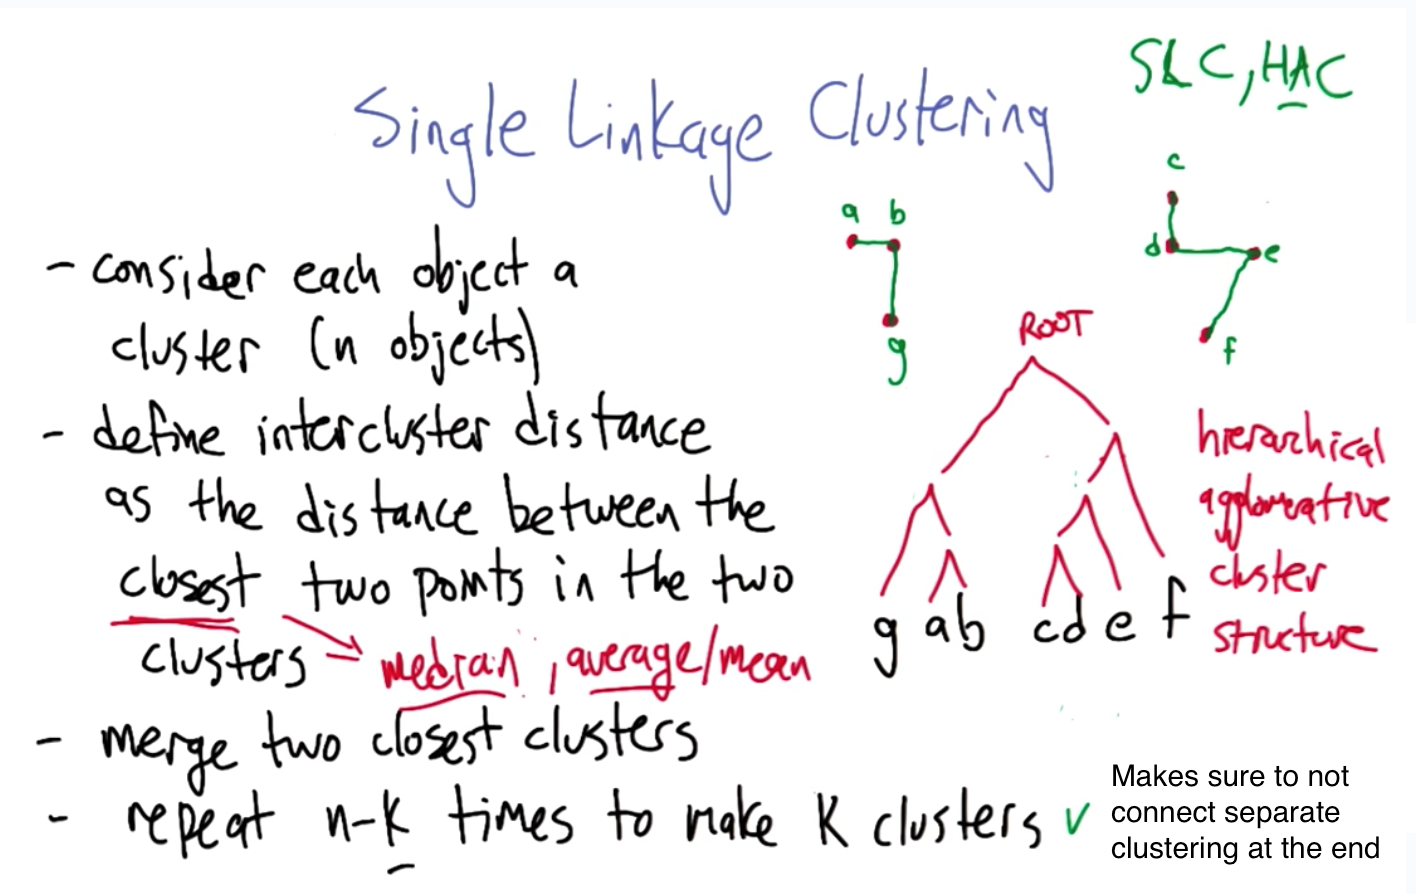 SLC, HAC
Single Linkage Clustering
- consider each object a
cluster (n objects)
- define intercluster distance
as the distance between the
closest two points in the two
clusters
median, average/mean
- merge two closest clusters
- repeat n-k times to make K clusters
a b
g
c
d e
f
ROOT
g a b c d e f
hierarchical
agglomerative
cluster
structure
Makes sure to not
connect separate
clustering at the end